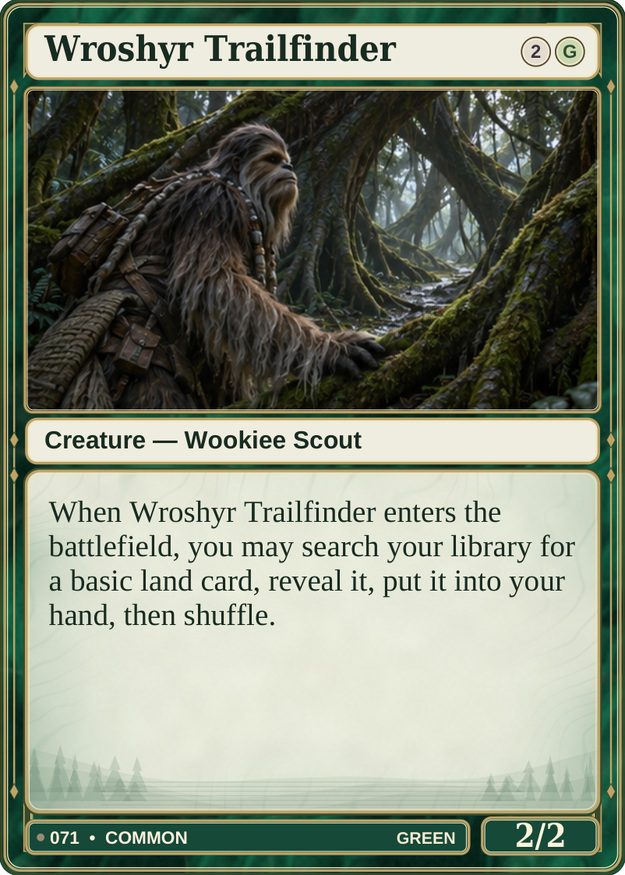 Wroshyr Trailfinder 2 G
Creature — Wookiee Scout
When Wroshyr Trailfinder enters the
battlefield, you may search your library for
a basic land card, reveal it, put it into your
hand, then shuffle.
071 • COMMON GREEN 2/2